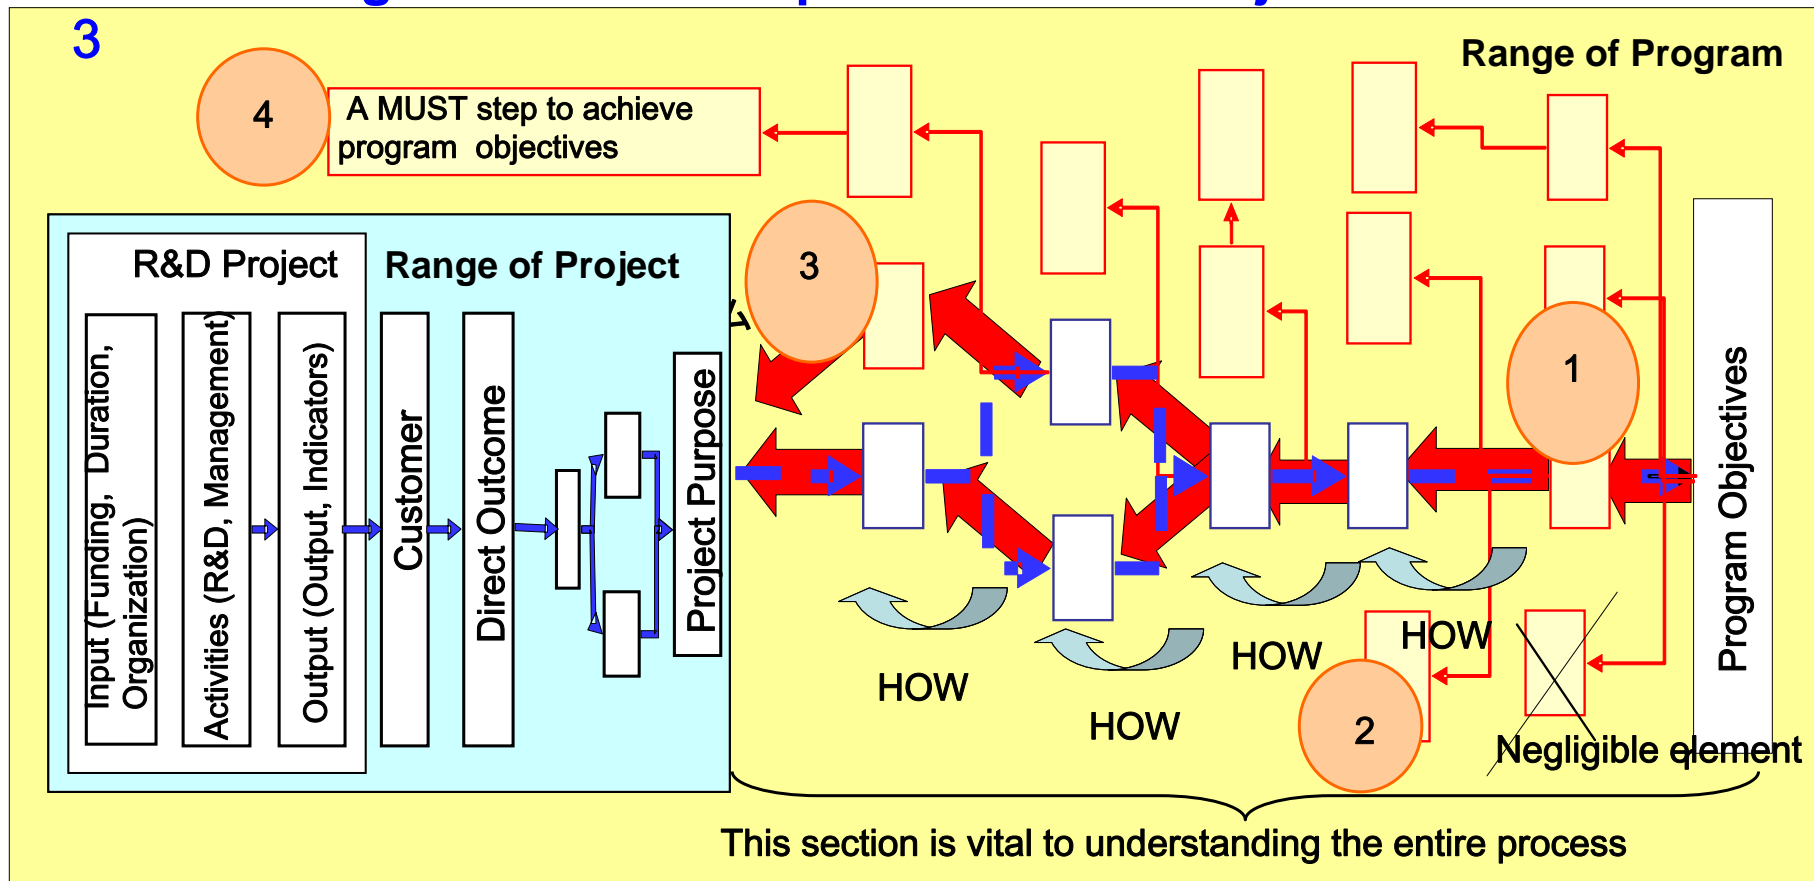 3
Range of Program
4
A MUST step to achieve
program objectives
R&D Project
Range of Project
3
1
Input (Funding, Duration,
Organization)
Activities (R&D, Management)
Output (Output, Indicators)
Customer
Direct Outcome
Project Purpose
Program Objectives
HOW
HOW
HOW
HOW
2
Negligible element
This section is vital to understanding the entire process